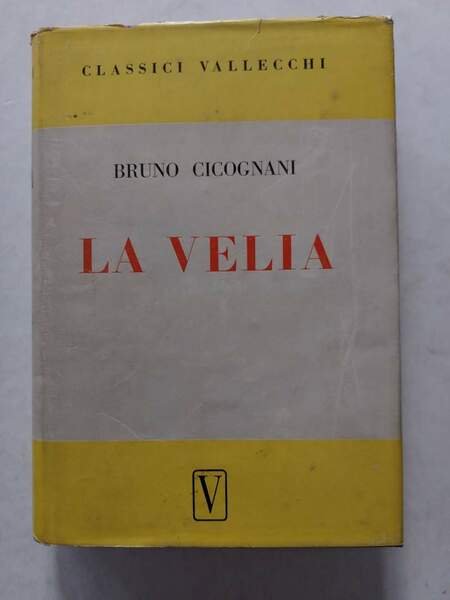 CLASSICI VALLECCHI
BRUNO CICOGNANI
LA VELIA
V